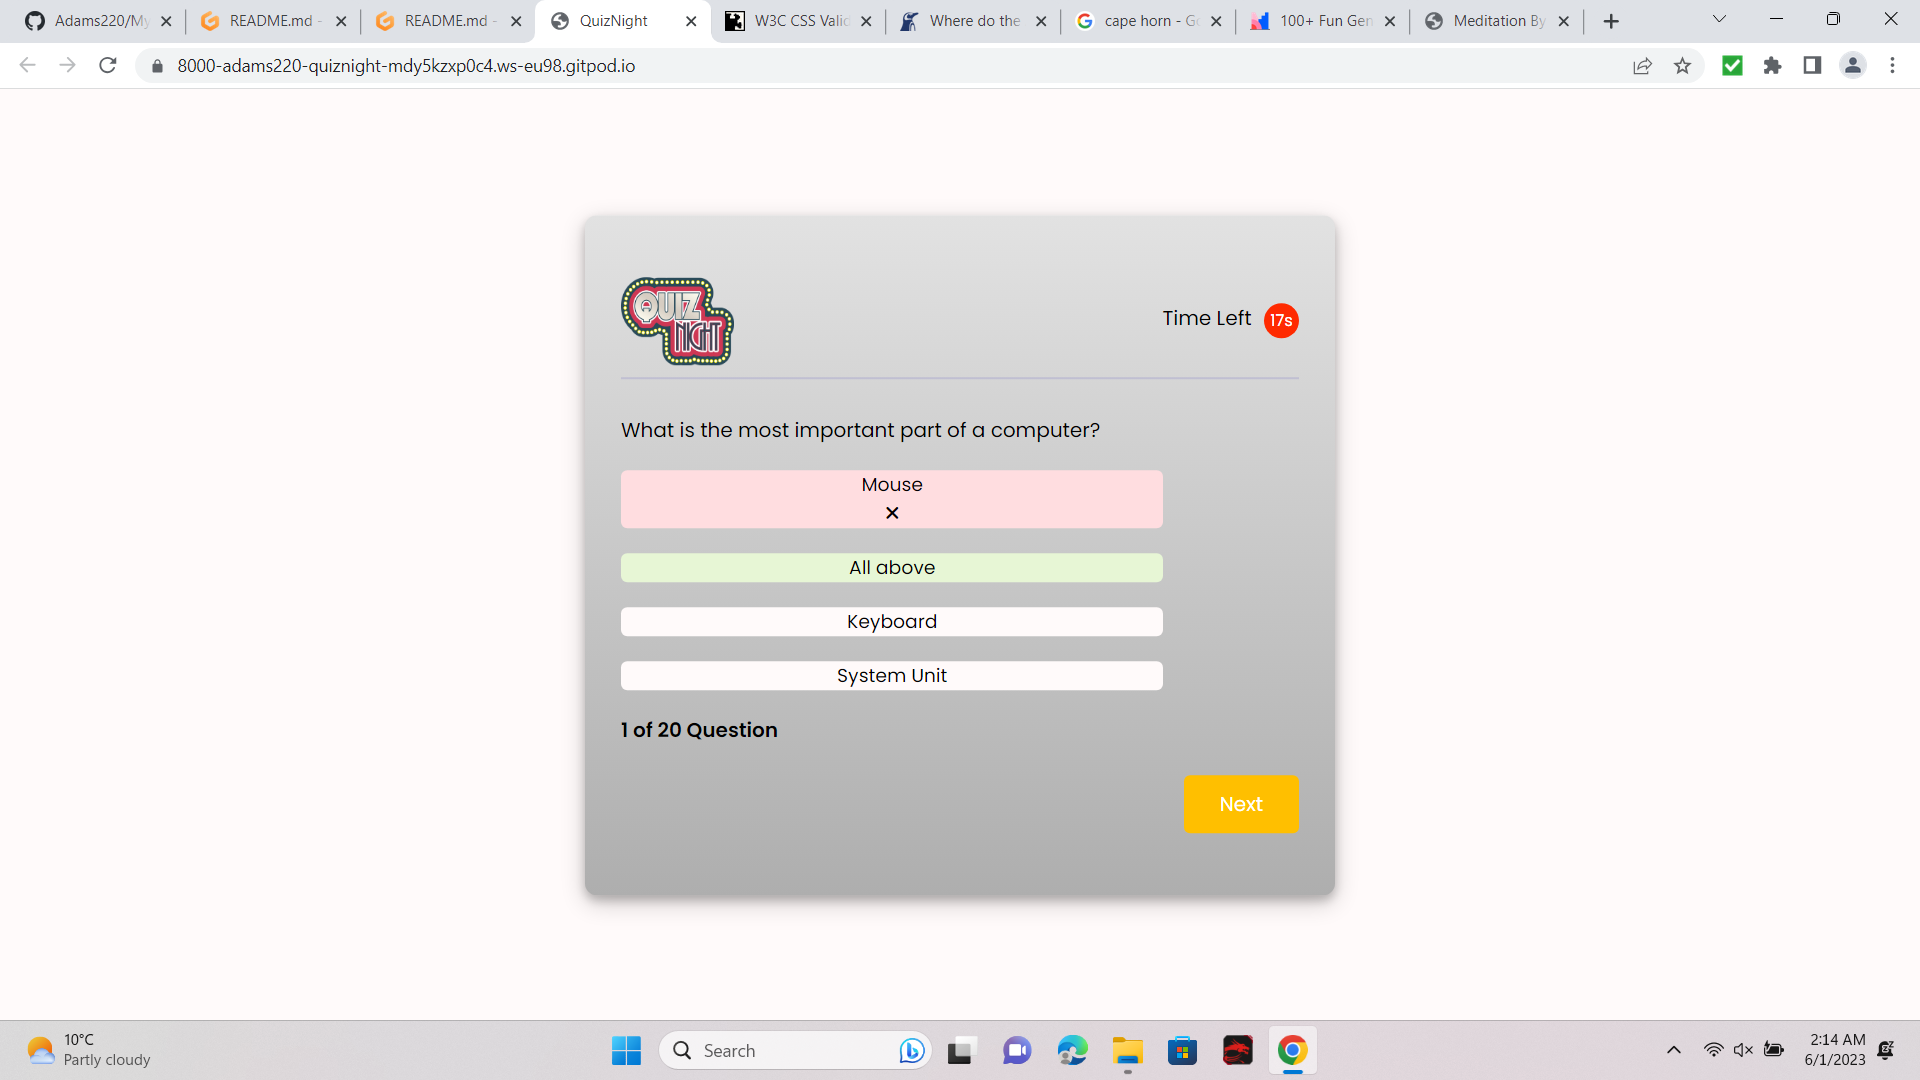 Adams220/My
README.md -
README.md -
QuizNight
W3C CSS Valid
Where do the
cape horn - Go
100+ Fun Gen
Meditation By
8000-adams220-quiznight-mdy5kzxp0c4.ws-eu98.gitpod.io
QUIZ
NIGHT
Time Left 17s
What is the most important part of a computer?
Mouse
All above
Keyboard
System Unit
1 of 20 Question
Next
10°C
Partly cloudy
Search
2:14 AM
6/1/2023